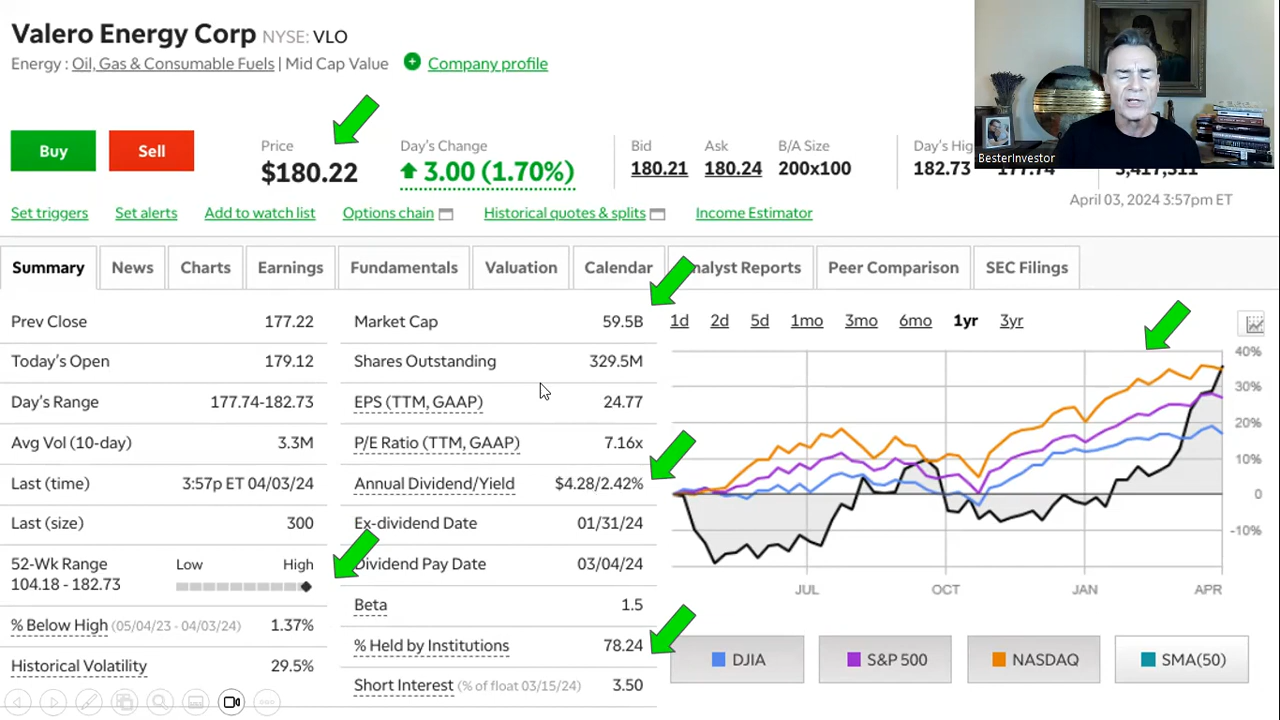 Valero Energy Corp NYSE: VLO
Energy : Oil, Gas & Consumable Fuels | Mid Cap Value Company profile
BesterInvestor
Buy Sell
Price Day's Change Bid Ask B/A Size Day's Hig
$180.22 3.00 (1.70%) 180.21 180.24 200x100 182.73 177.74 3,417,511
April 03, 2024 3:57pm ET
Set triggers Set alerts Add to watch list Options chain Historical quotes & splits Income Estimator
Summary News Charts Earnings Fundamentals Valuation Calendar nalyst Reports Peer Comparison SEC Filings
Prev Close 177.22
Today's Open 179.12
Day's Range 177.74-182.73
Avg Vol (10-day) 3.3M
Last (time) 3:57p ET 04/03/24
Last (size) 300
52-Wk Range Low High
104.18 - 182.73
% Below High (05/04/23 - 04/03/24) 1.37%
Historical Volatility 29.5%
Market Cap 59.5B
Shares Outstanding 329.5M
EPS (TTM, GAAP) 24.77
P/E Ratio (TTM, GAAP) 7.16x
Annual Dividend/Yield $4.28/2.42%
Ex-dividend Date 01/31/24
Dividend Pay Date 03/04/24
Beta 1.5
% Held by Institutions 78.24
Short Interest (% of float 03/15/24) 3.50
1d 2d 5d 1mo 3mo 6mo 1yr 3yr
40%
30%
20%
10%
0
-10%
JUL OCT JAN APR
DJIA S&P 500 NASDAQ SMA(50)